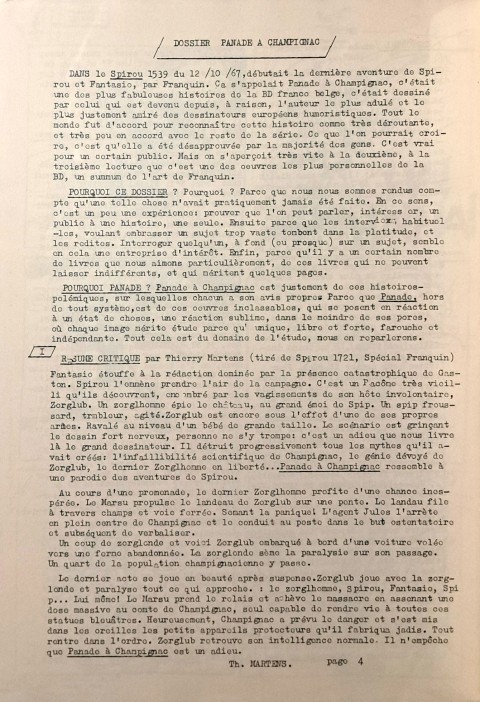 DOSSIER PANADE A CHAMPIGNAC
DANS le Spirou 1539 du 12 /10 /67,débutait la dernière aventure de Spi-
rou et Fantasio, par Franquin. Ca s'appelait Panade à Champignac, c'était
une des plus fabuleuses histoires de la BD franco belge, c'était dessiné
par celui qui est devenu depuis, à raison, l'auteur le plus adulé et le
plus justement admiré des dessinateurs européens humoristiques. Tout le
monde fut d'accord pour reconnaître cette histoire comme très déroutante,
et très peu en accord avec le reste de la série. Ce que l'on pourrait croi-
re, c'est qu'elle a été désapprouvée par la majorité des gens. C'est vrai
pour un certain public. Mais on s'aperçoit très vite à la deuxième, à la
troisième lecture que c'est une des oeuvres les plus personnelles de la
BD, un summum de l'art de Franquin.
POURQUOI CE DOSSIER ? Pourquoi ? Parce que nous nous sommes rendus com-
pte qu'une telle chose n'avait pratiquement jamais été faite. En ce sens,
c'est un peu une expérience: prouver que l'on peut parler, intéresser, un
public à une histoire, une seule. Ensuite parce que les interviews habituel
-les, voulant embrasser un sujet trop vaste tombent dans la platitude, et
les redites. Interroger quelqu'un, à fond (ou presque) sur un sujet, semble
en cela une entreprise d'intérêt. Enfin, parce qu'il y a un certain nombre
de livres que nous aimons particulièrement, de ces livres qui ne peuvent
laisser indifférents, et qui méritent quelques pages.
POURQUOI PANADE ? Panade à Champignac est justement de ces histoires-
polémiques, sur lesquelles chacun a son avis propre: Parce que Panade, hors
de tout système,est de ces oeuvres inclassables, qui se posent en réaction
à un état de choses, une réaction sublime, dans le moindre de ses pores,
où chaque image mérite étude parce qu' unique, libre et forte, farouche et
indépendante. Tout cela est du domaine de l'étude, nous en reparlerons.
I
RESUME CRITIQUE par Thierry Martens (tiré de Spirou 1721, Spécial Franquin)
Fantasio étouffe à la rédaction dominée par la présence catastrophique de Gas-
ton. Spirou l'emmène prendre l'air de la campagne. C'est un Pacôme très vieil-
li qu'ils découvrent, encombré par les vagissements de son hôte involontaire,
Zorglub. Un zorglhomme épie le château, au grand émoi de Spip. Un spip frous-
sard, trembleur, agité.Zorglub est encore sous l'effet d'une de ses propres
armes. Ravalé au niveau d'un bébé de grande taille. Le scénario est grinçant
le dessin fort nerveux, personne ne s'y trompe: c'est un adieu que nous livre
là le grand dessinateur. Il détruit progressivement tous les mythes qu'il a-
vait créés: l'infaillibilité scientifique de Champignac, le génie dévoyé de
Zorglub, le dernier Zorglhomme en liberté...Panade à Champignac ressemble à
une parodie des aventures de Spirou.
Au cours d'une promenade, le dernier Zorglhomme profite d'une chance ines-
pérée. Le Marsu propulse le landeau de Zorglub sur une pente. Le landau file
à travers champs et voie ferrée. Semant la panique! L'agent Jules l'arrête
en plein centre de Champignac et le conduit au poste dans le but ostentatoire
et subséquent de verbaliser.
Un coup de zorglonde et voici Zorglub embarqué à bord d'une voiture volée
vers une ferme abandonnée. La zorglonde sème la paralysie sur son passage.
Un quart de la population champignacienne y passe.
Le dernier acte se joue en beauté après suspense.Zorglub joue avec la zorg-
londe et paralyse tout ce qui approche. : le zorglhomme, Spirou, Fantasio, Spi
p... Lui même! Le Marsu prend le relais et achève le massacre en assenant une
dose massive au comte de Champignac, seul capable de rendre vie à toutes ces
statues bleuâtres. Heureusement, Champignac a prévu le danger et s'est mis
dans les oreilles les petits appareils protecteurs qu'il fabriqua jadis. Tout
rentre dans l'ordre. Zorglub retrouve son intelligence normale. Il n'empêche
que Panade à Champignac est un adieu.
Th. MARTENS.
page 4